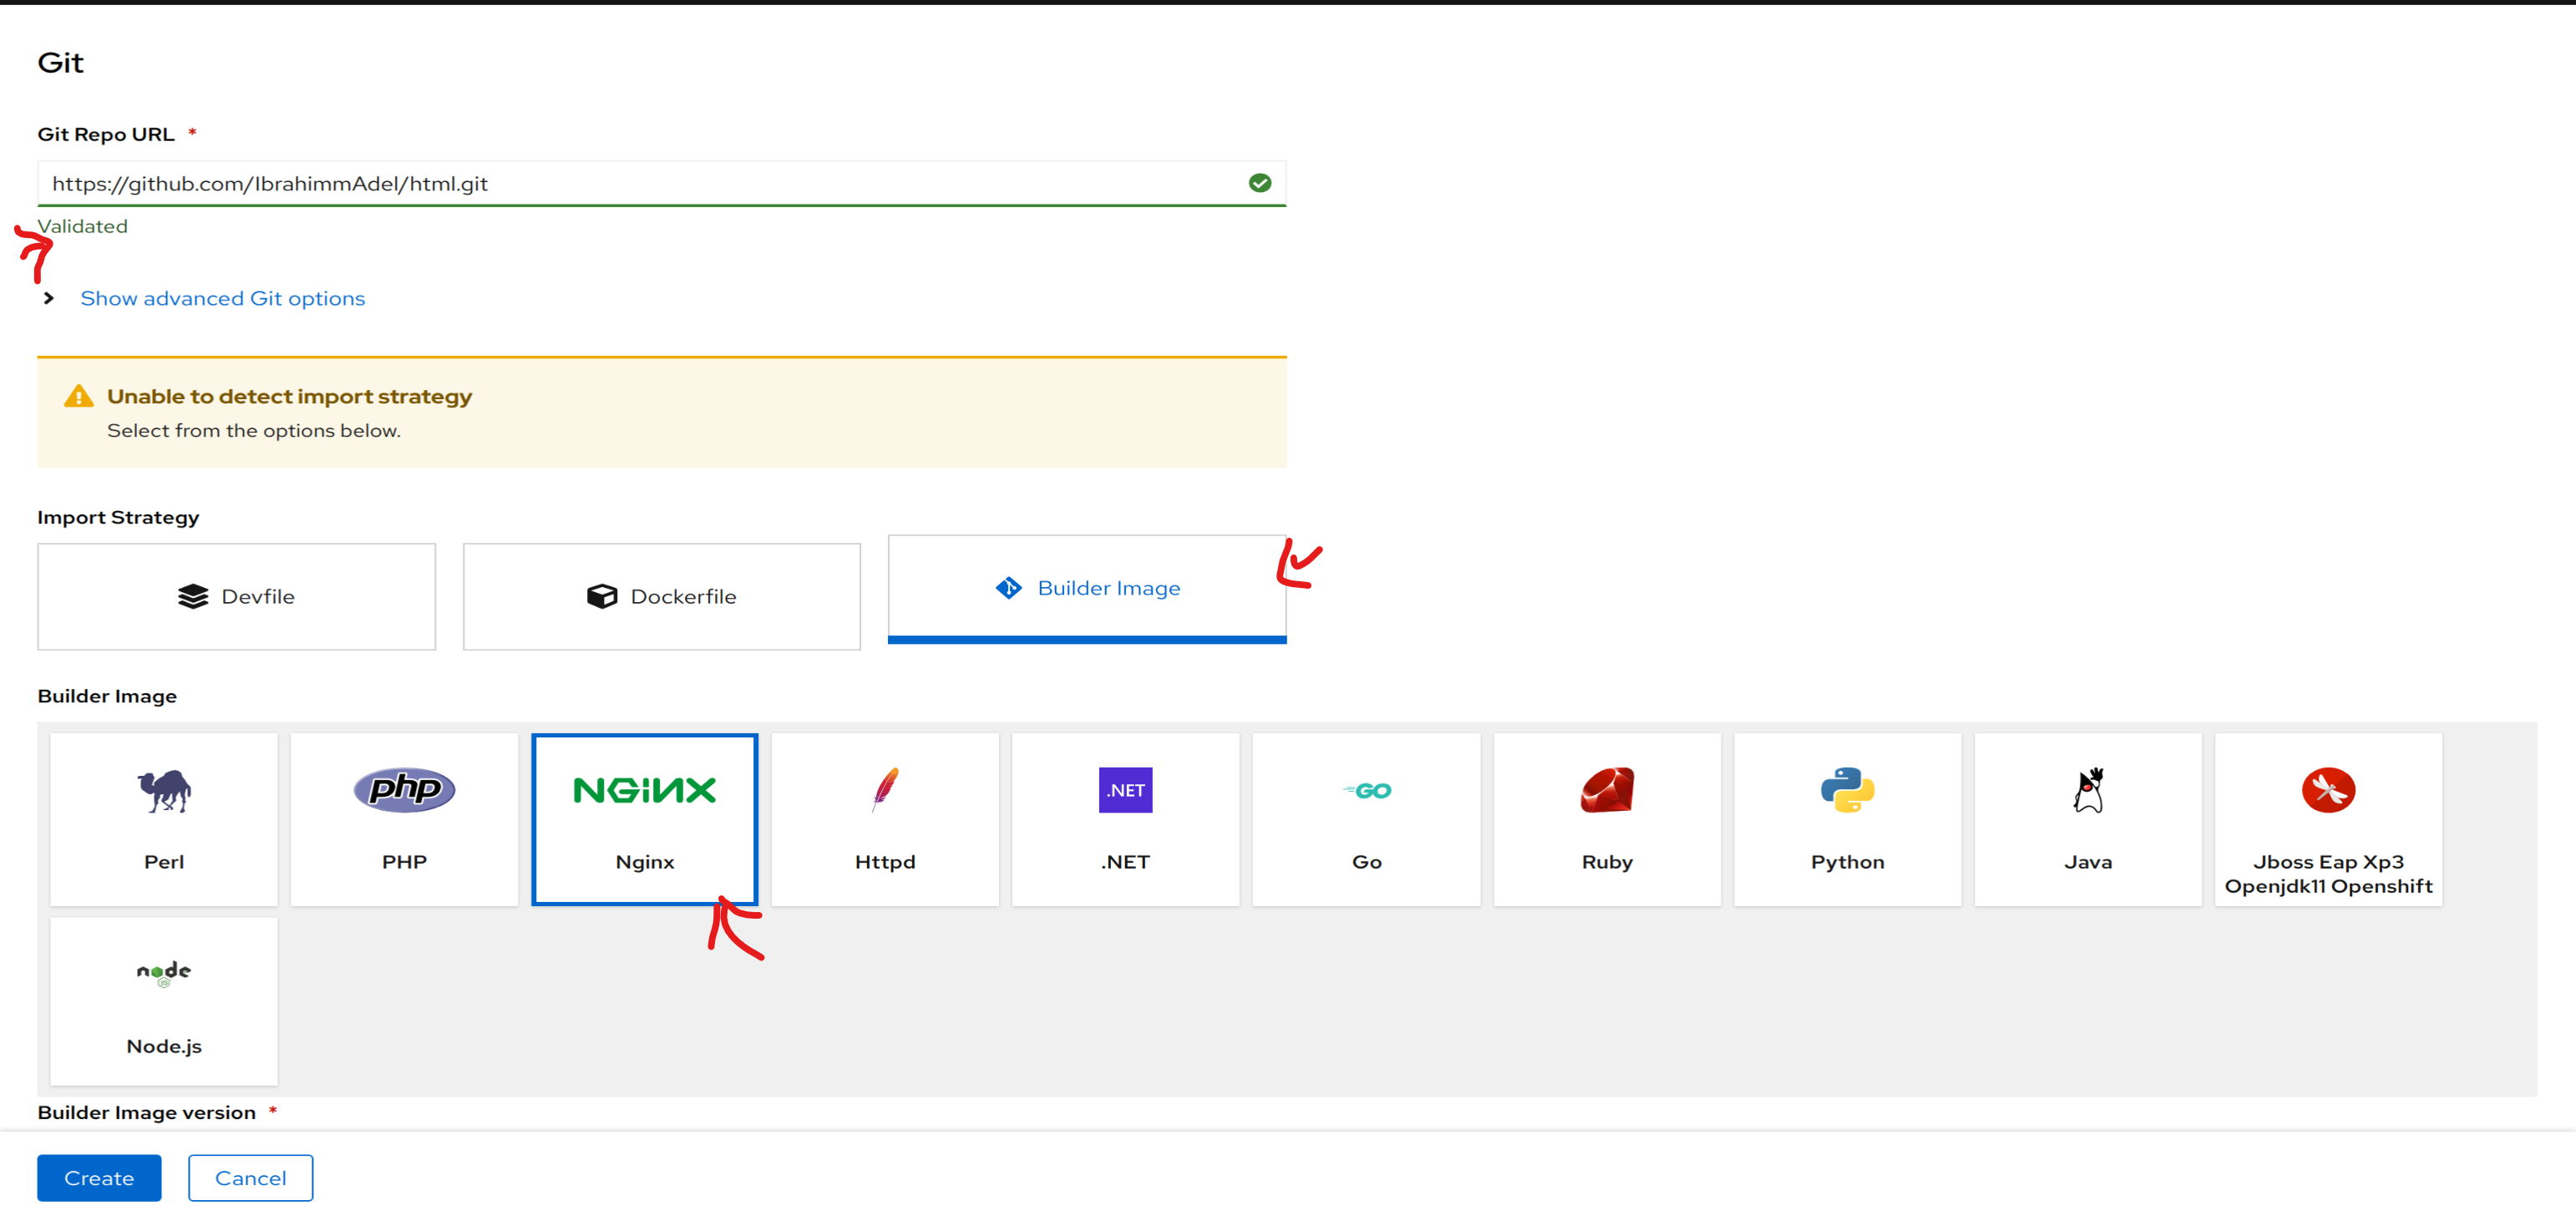 Git
Git Repo URL *
https://github.com/IbrahimmAdel/html.git
Validated
Show advanced Git options
Unable to detect import strategy
Select from the options below.
Import Strategy
Devfile
Dockerfile
Builder Image
Builder Image
php
NGiNX
.NET
GO
Perl
PHP
Nginx
Httpd
.NET
Go
Ruby
Python
Java
Jboss Eap Xp3
Openjdk11 Openshift
node
JS
Node.js
Builder Image version *
Create
Cancel